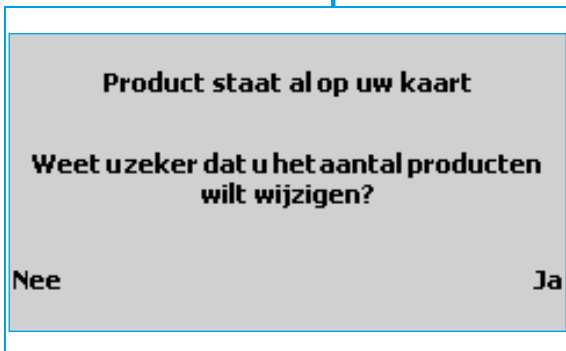 Product staat al op uw kaart
Weet u zeker dat u het aantal producten
wilt wijzigen?
Nee
Ja